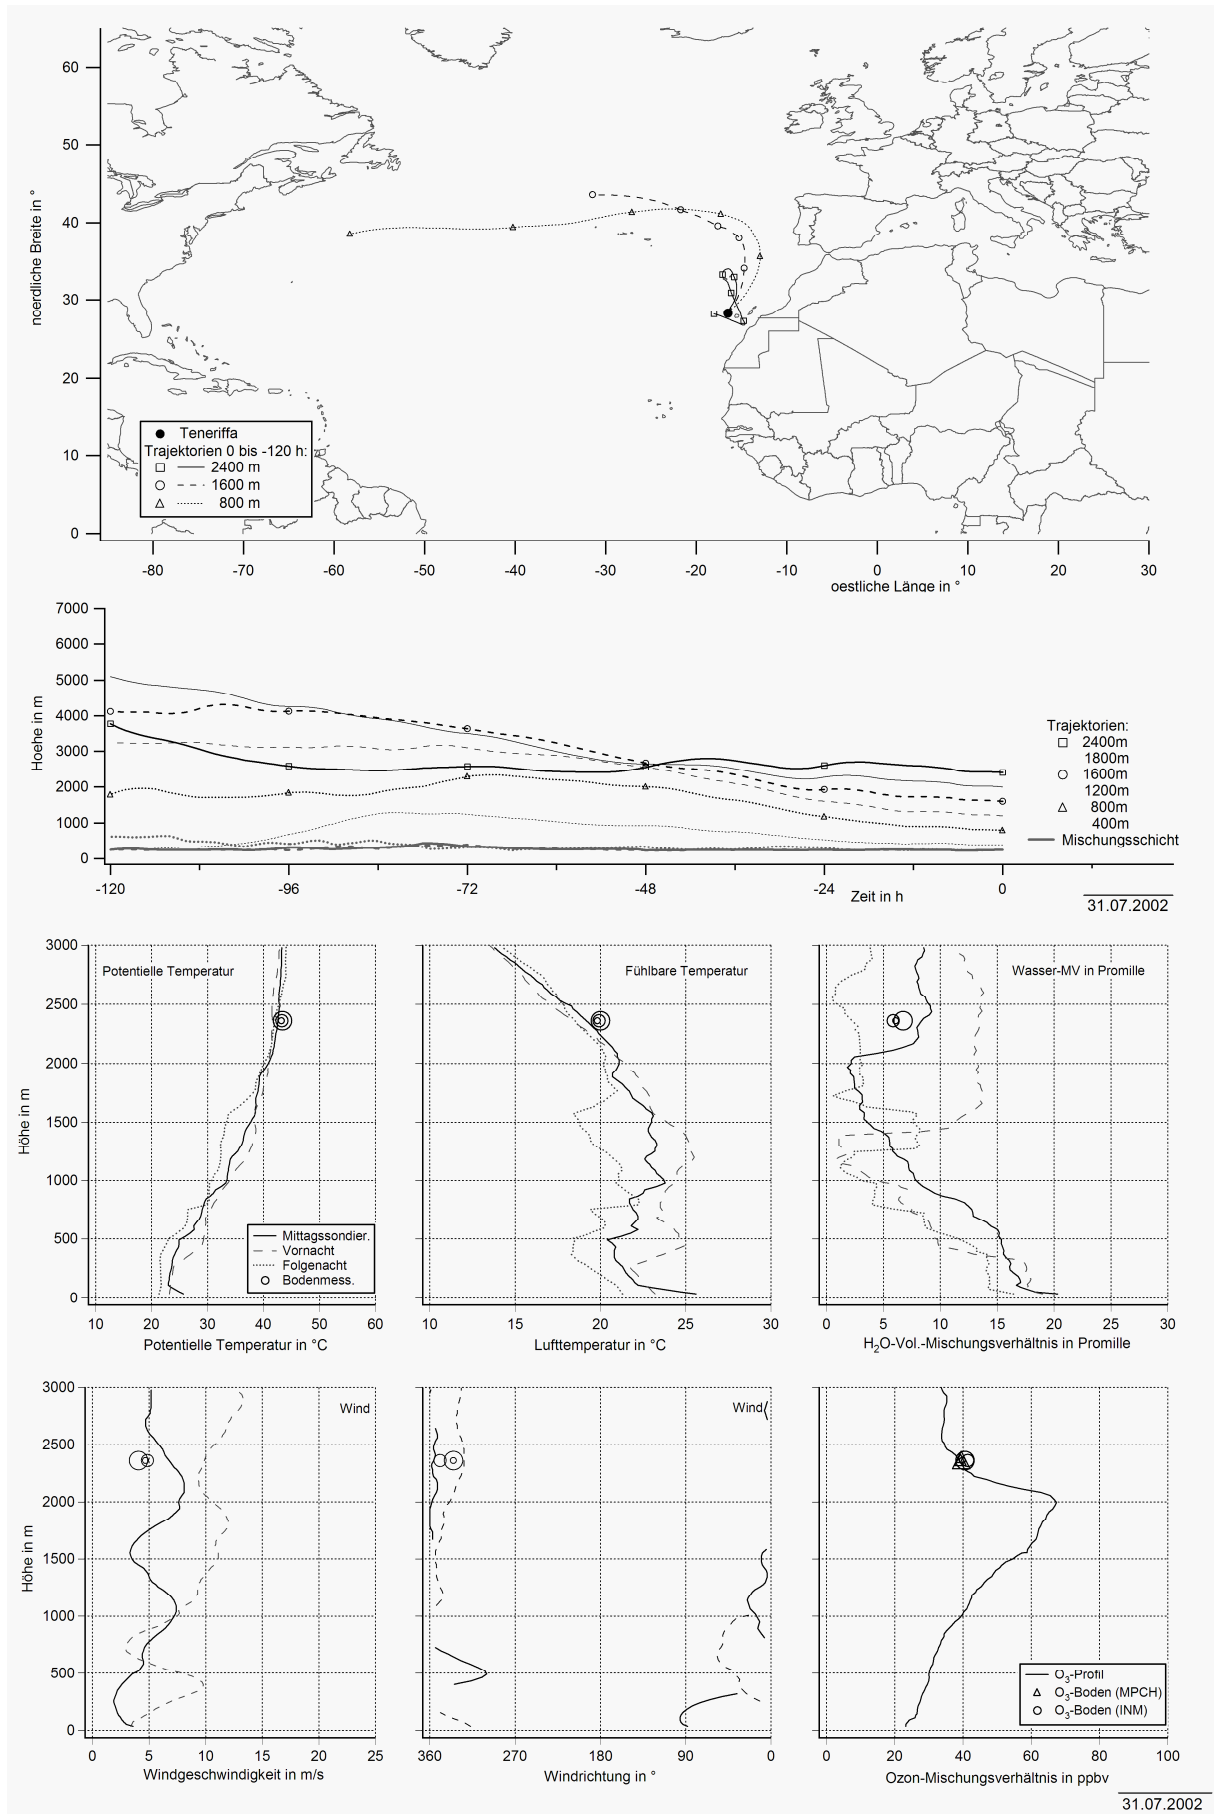 60
50
40
30
20
10
0
noerdliche Breite in °
Teneriffa
Trajektorien 0 bis -120 h:
2400 m
1600 m
800 m
-80 -70 -60 -50 -40 -30 -20 -10 0 10 20 30
oestliche Länge in °
7000
6000
5000
4000
3000
2000
1000
0
Hoehe in m
Trajektorien:
2400m
1800m
1600m
1200m
800m
400m
Mischungsschicht
-120 -96 -72 -48 -24 0
Zeit in h
31.07.2002
3000
2500
2000
1500
1000
500
0
Höhe in m
Potentielle Temperatur
Mittagssondier.
Vornacht
Folgenacht
Bodenmess.
10 20 30 40 50 60
Potentielle Temperatur in °C
Fühlbare Temperatur
10 15 20 25 30
Lufttemperatur in °C
Wasser-MV in Promille
0 5 10 15 20 25 30
H2O-Vol.-Mischungsverhältnis in Promille
3000
2500
2000
1500
1000
500
0
Höhe in m
Wind
0 5 10 15 20 25
Windgeschwindigkeit in m/s
Wind
360 270 180 90 0
Windrichtung in °
O3-Profil
O3-Boden (MPCH)
O3-Boden (INM)
0 20 40 60 80 100
Ozon-Mischungsverhältnis in ppbv
31.07.2002